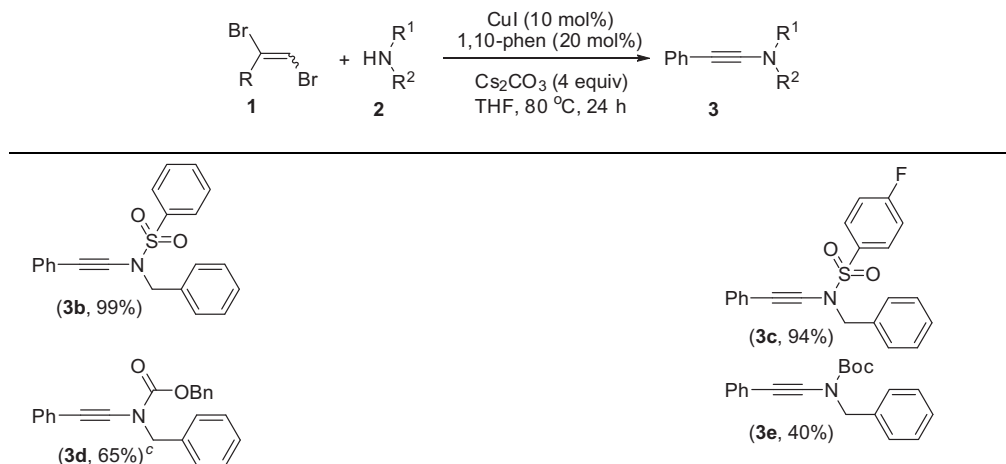 Br
R
Br
1
+
HN
R¹
R²
2
CuI (10 mol%)
1,10-phen (20 mol%)
Cs₂CO₃ (4 equiv)
THF, 80 °C, 24 h
Ph
N
R¹
R²
3
O
S
O
Ph
N
(3b, 99%)
F
O
S
O
Ph
N
(3c, 94%)
O
OBn
Ph
N
(3d, 65%)ᶜ
Boc
Ph
N
(3e, 40%)